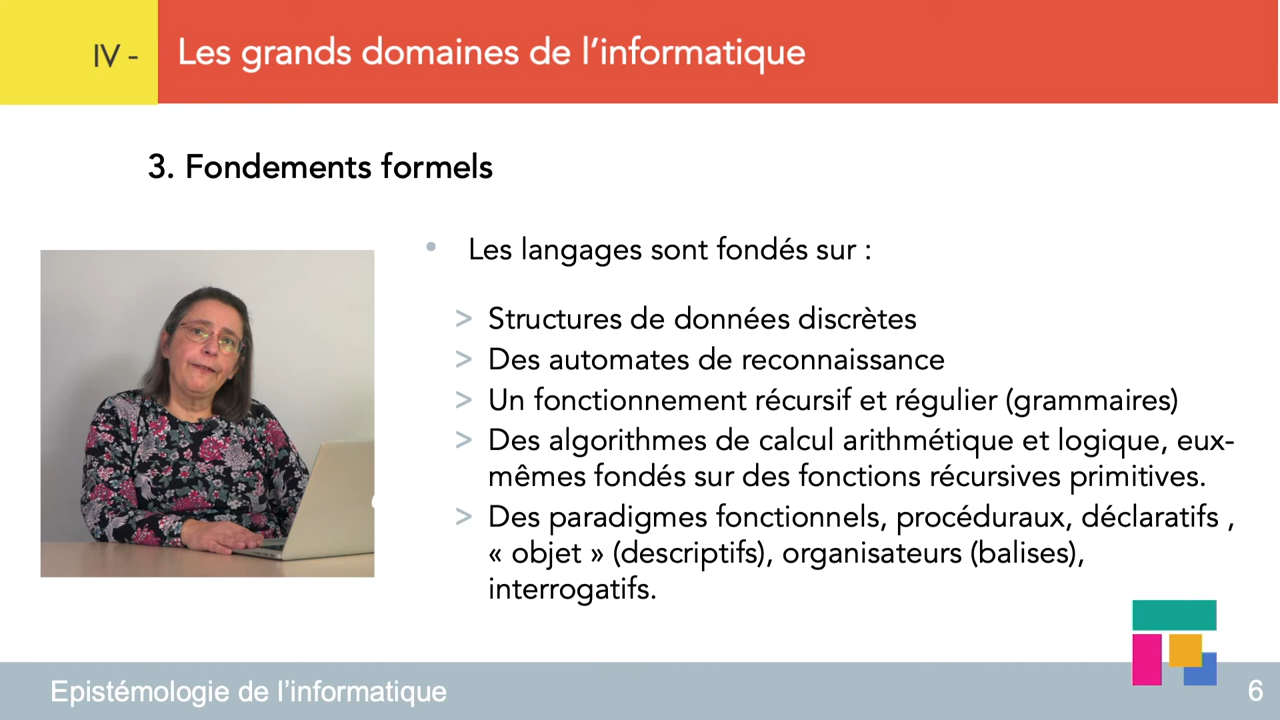 IV -
Les grands domaines de l’informatique
3. Fondements formels
• Les langages sont fondés sur :
> Structures de données discrètes
> Des automates de reconnaissance
> Un fonctionnement récursif et régulier (grammaires)
> Des algorithmes de calcul arithmétique et logique, eux-
mêmes fondés sur des fonctions récursives primitives.
> Des paradigmes fonctionnels, procéduraux, déclaratifs ,
« objet » (descriptifs), organisateurs (balises),
interrogatifs.
Epistémologie de l’informatique
6